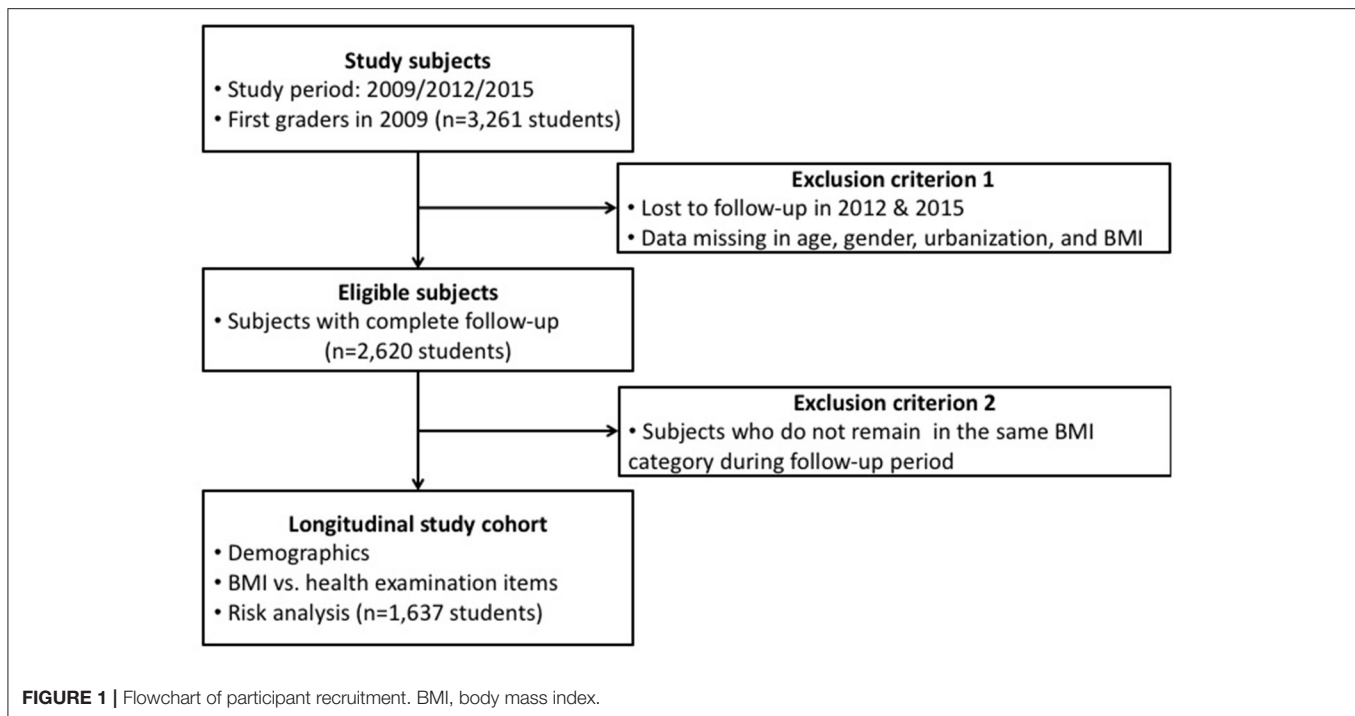 Study subjects
• Study period: 2009/2012/2015
• First graders in 2009 (n=3,261 students)
Exclusion criterion 1
• Lost to follow-up in 2012 & 2015
• Data missing in age, gender, urbanization, and BMI
Eligible subjects
• Subjects with complete follow-up
(n=2,620 students)
Exclusion criterion 2
• Subjects who do not remain in the same BMI
category during follow-up period
Longitudinal study cohort
• Demographics
• BMI vs. health examination items
• Risk analysis (n=1,637 students)
FIGURE 1 | Flowchart of participant recruitment. BMI, body mass index.